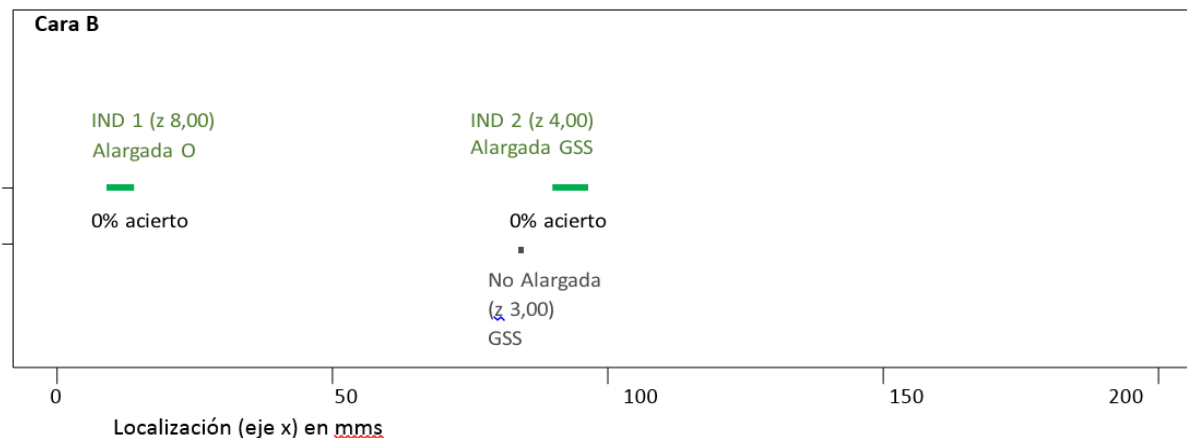 Cara B
IND 1 (z 8,00)
Alargada O
IND 2 (z 4,00)
Alargada GSS
0% acierto
0% acierto
No Alargada
(z 3,00)
GSS
0 50 100 150 200
Localización (eje x) en mms